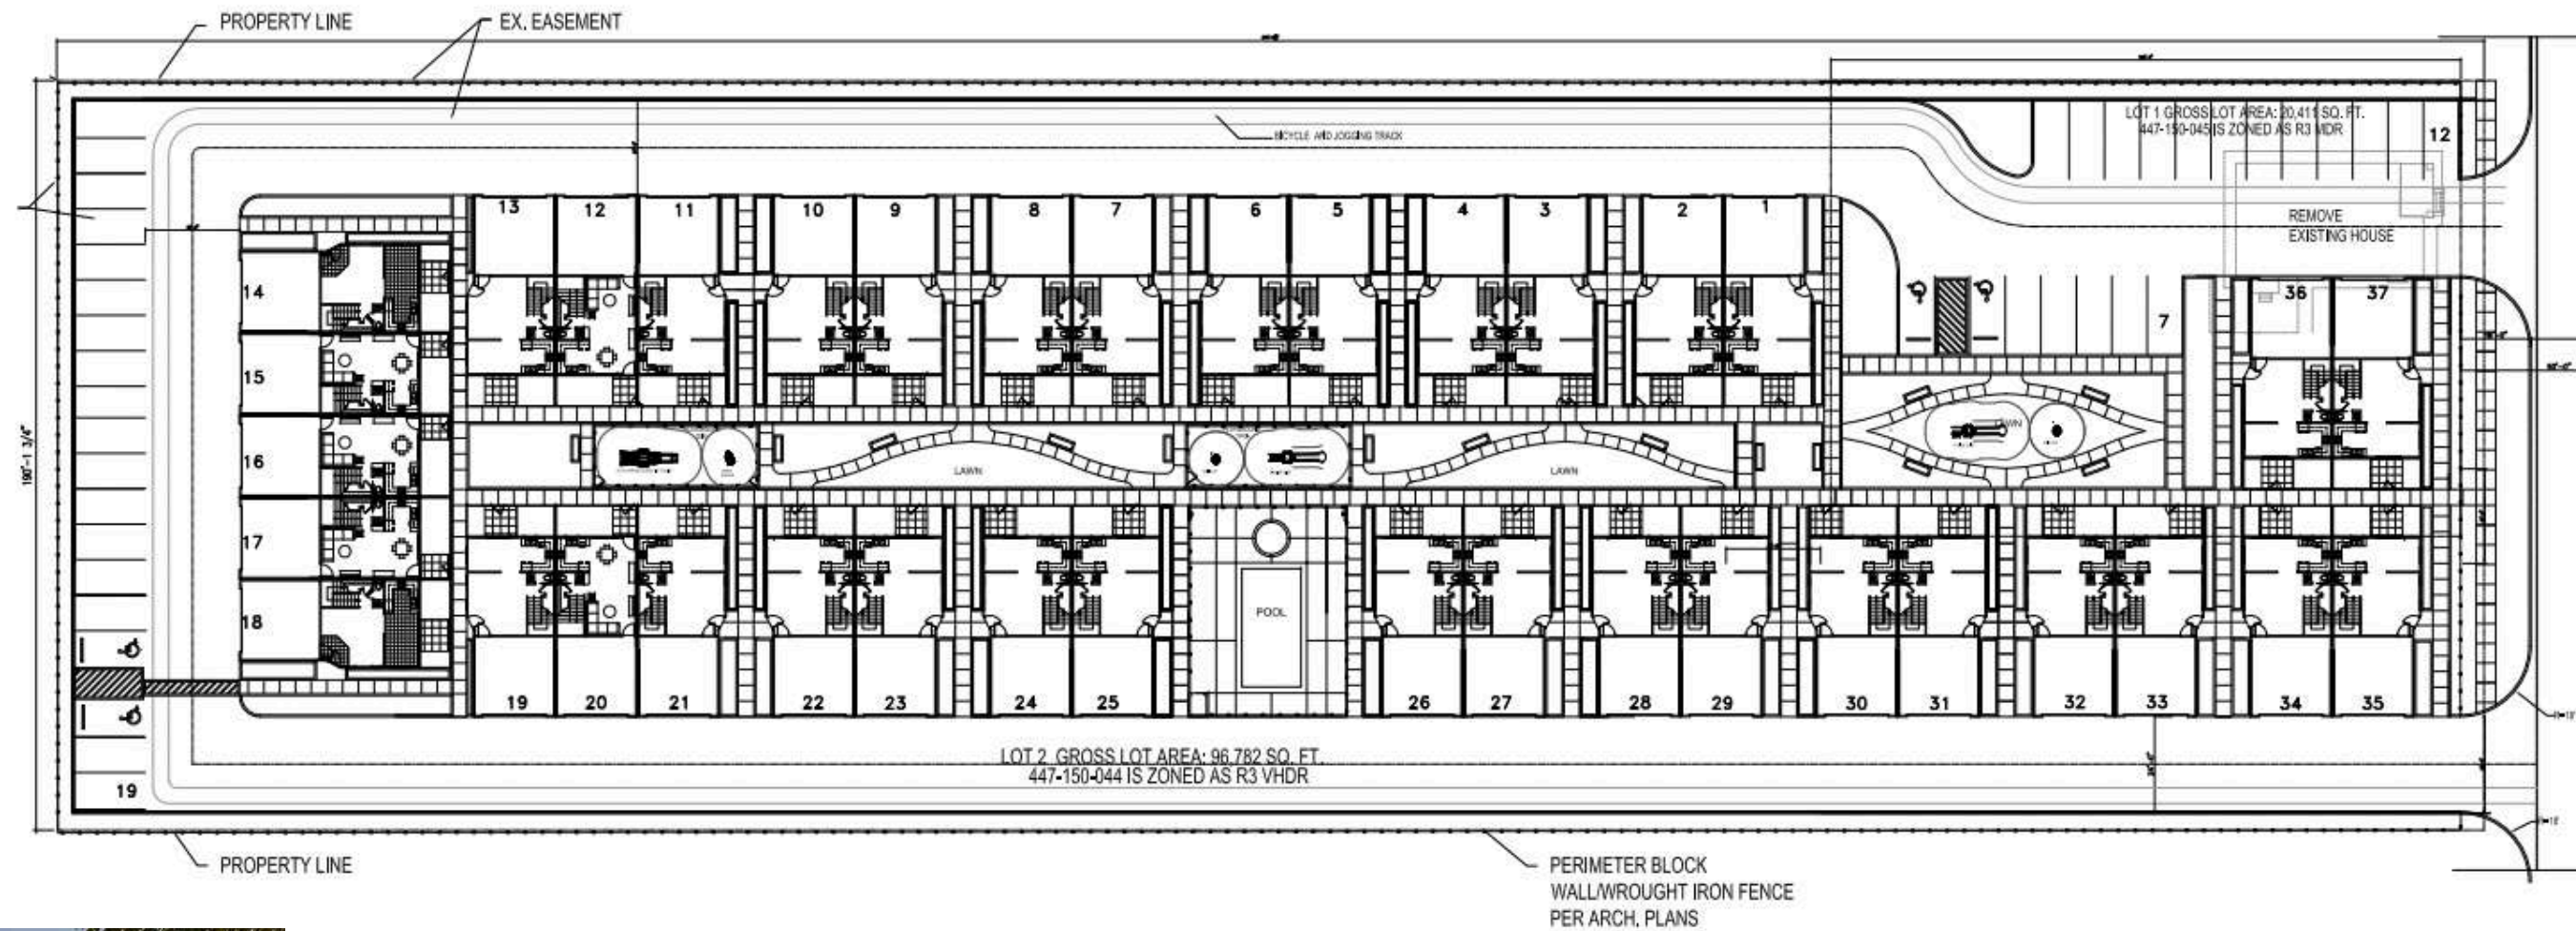 PROPERTY LINE
EX. EASEMENT
LOT 1 GROSS LOT AREA: 20,411 SQ. FT.
447-150-045 IS ZONED AS R3 MDR
12
BICYCLE AND JOGGING TRACK
REMOVE
EXISTING HOUSE
13 12 11 10 9 8 7 6 5 4 3 2 1
36 37
7
14
15
16
17
18
190'-1 3/4"
LAWN
LAWN
LAWN
POOL
19 20 21 22 23 24 25 26 27 28 29 30 31 32 33 34 35
LOT 2 GROSS LOT AREA: 96,782 SQ. FT.
447-150-044 IS ZONED AS R3 VHDR
19
PROPERTY LINE
PERIMETER BLOCK
WALL/WROUGHT IRON FENCE
PER ARCH. PLANS